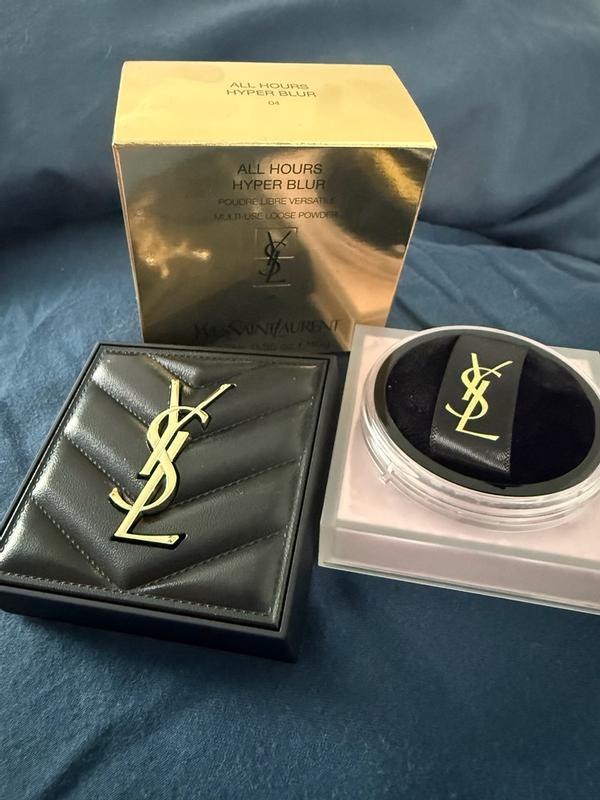 ALL HOURS
HYPER BLUR
04
ALL HOURS
HYPER BLUR
POUDRE LIBRE VERSATILE
MULTI-USE LOOSE POWDER
YSL
YVESSAINTLAURENT
YSL
YSL